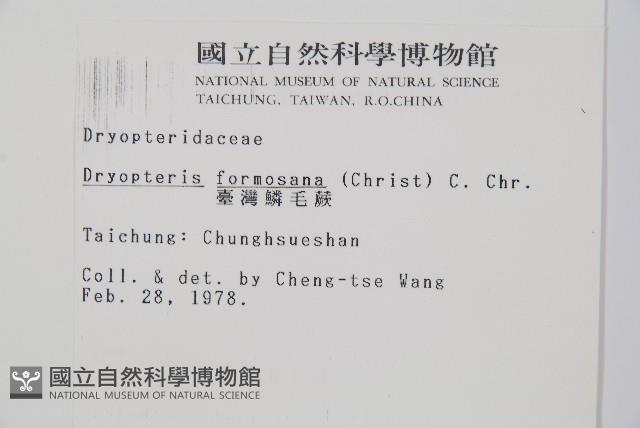 國立自然科學博物館
NATIONAL MUSEUM OF NATURAL SCIENCE
TAICHUNG, TAIWAN, R.O.CHINA
Dryopteridaceae
Dryopteris formosana (Christ) C. Chr.
臺灣鱗毛蕨
Taichung: Chunghsueshan
Coll. & det. by Cheng-tse Wang
Feb. 28, 1978.
國立自然科學博物館
NATIONAL MUSEUM OF NATURAL SCIENCE